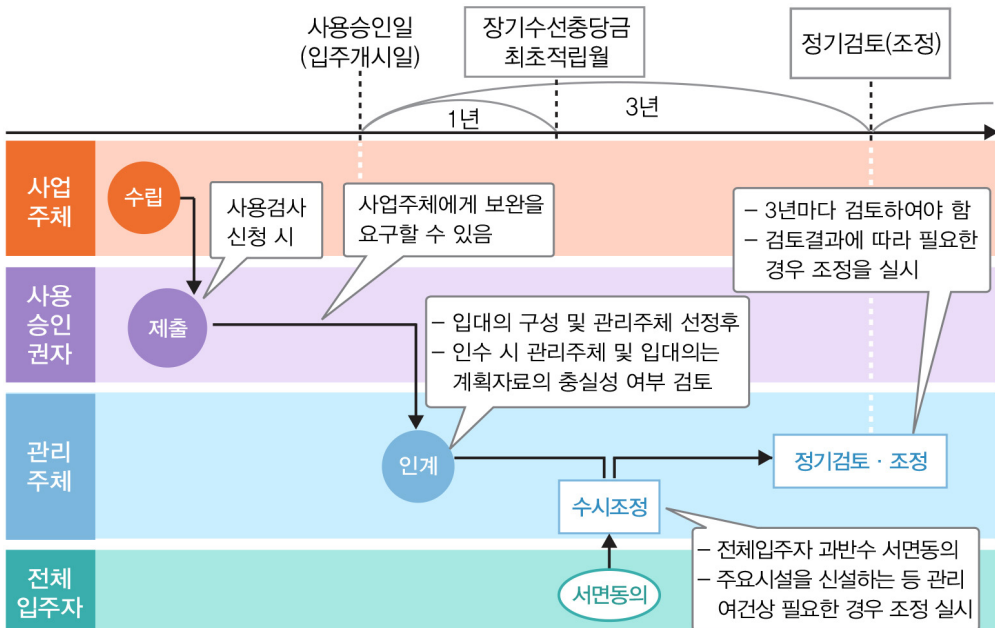 사용승인일
(입주개시일)
장기수선충당금
최초적립월
정기검토(조정)
1년
3년
사업
주체
수립
사용검사
신청 시
사업주체에게 보완을
요구할 수 있음
– 3년마다 검토하여야 함
– 검토결과에 따라 필요한
경우 조정을 실시
사용
승인
권자
제출
– 입대의 구성 및 관리주체 선정후
– 인수 시 관리주체 및 입대의는
계획자료의 충실성 여부 검토
관리
주체
인계
정기검토 · 조정
수시조정
– 전체입주자 과반수 서면동의
– 주요시설을 신설하는 등 관리
여건상 필요한 경우 조정 실시
전체
입주자
서면동의